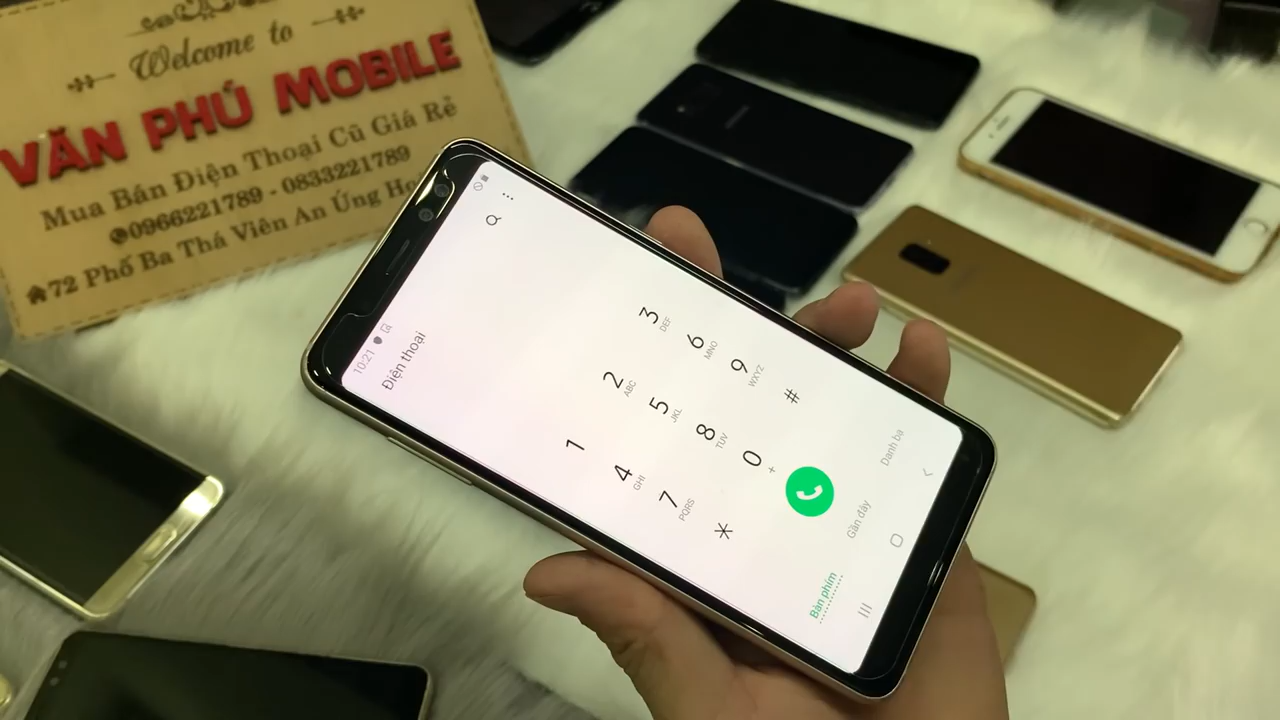 Welcome to
VĂN PHÚ MOBILE
Mua Bán Điện Thoại Cũ Giá Rẻ
0966221789 - 0833221789
72 Phố Ba Thá Viên An Ứng
10:21
Điện thoại
1
2 ABC
3 DEF
4 GHI
5 JKL
6 MNO
7 PQRS
8 TUV
9 WXYZ
*
0 +
#
Bàn phím
Gần đây
Danh bạ